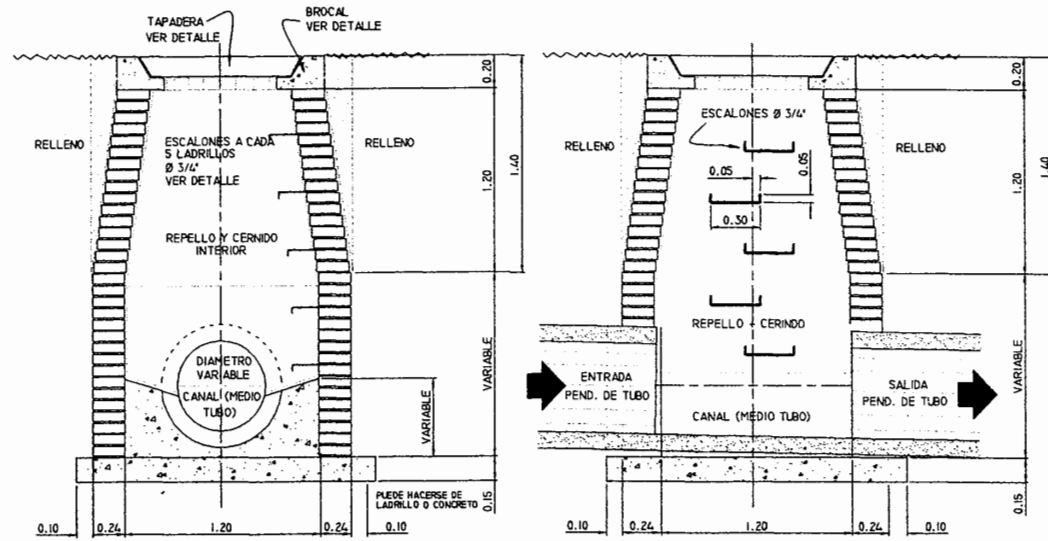 TAPADERA
VER DETALLE
BROCAL
VER DETALLE
0.20
RELLENO
ESCALONES A CADA
5 LADRILLOS
Ø 3/4"
VER DETALLE
RELLENO
1.20
1.40
REPELLO Y CERNIDO
INTERIOR
DIAMETRO
VARIABLE
CANAL (MEDIO
TUBO)
VARIABLE
VARIABLE
PUEDE HACERSE DE
LADRILLO O CONCRETO
0.15
0.10
0.24
1.20
0.24
0.10
0.20
ESCALONES Ø 3/4"
RELLENO
RELLENO
0.05
0.05
0.30
1.20
1.40
REPELLO - CERINDO
ENTRADA
PEND. DE TUBO
CANAL (MEDIO TUBO)
SALIDA
PEND. DE TUBO
VARIABLE
0.15
0.10
0.24
1.20
0.24
0.10